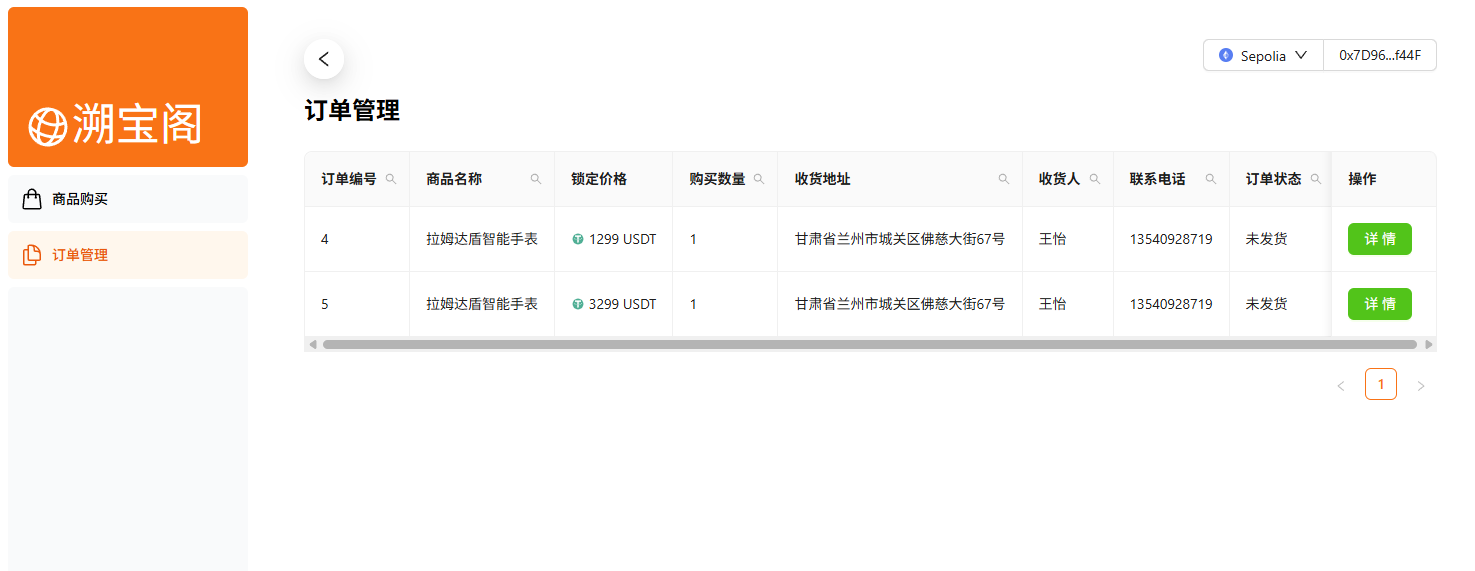 溯宝阁
商品购买
订单管理
Sepolia 0x7D96...f44F
订单管理
订单编号 商品名称 锁定价格 购买数量 收货地址 收货人 联系电话 订单状态 操作
4 拉姆达盾智能手表 1299 USDT 1 甘肃省兰州市城关区佛慈大街67号 王怡 13540928719 未发货 详情
5 拉姆达盾智能手表 3299 USDT 1 甘肃省兰州市城关区佛慈大街67号 王怡 13540928719 未发货 详情
1